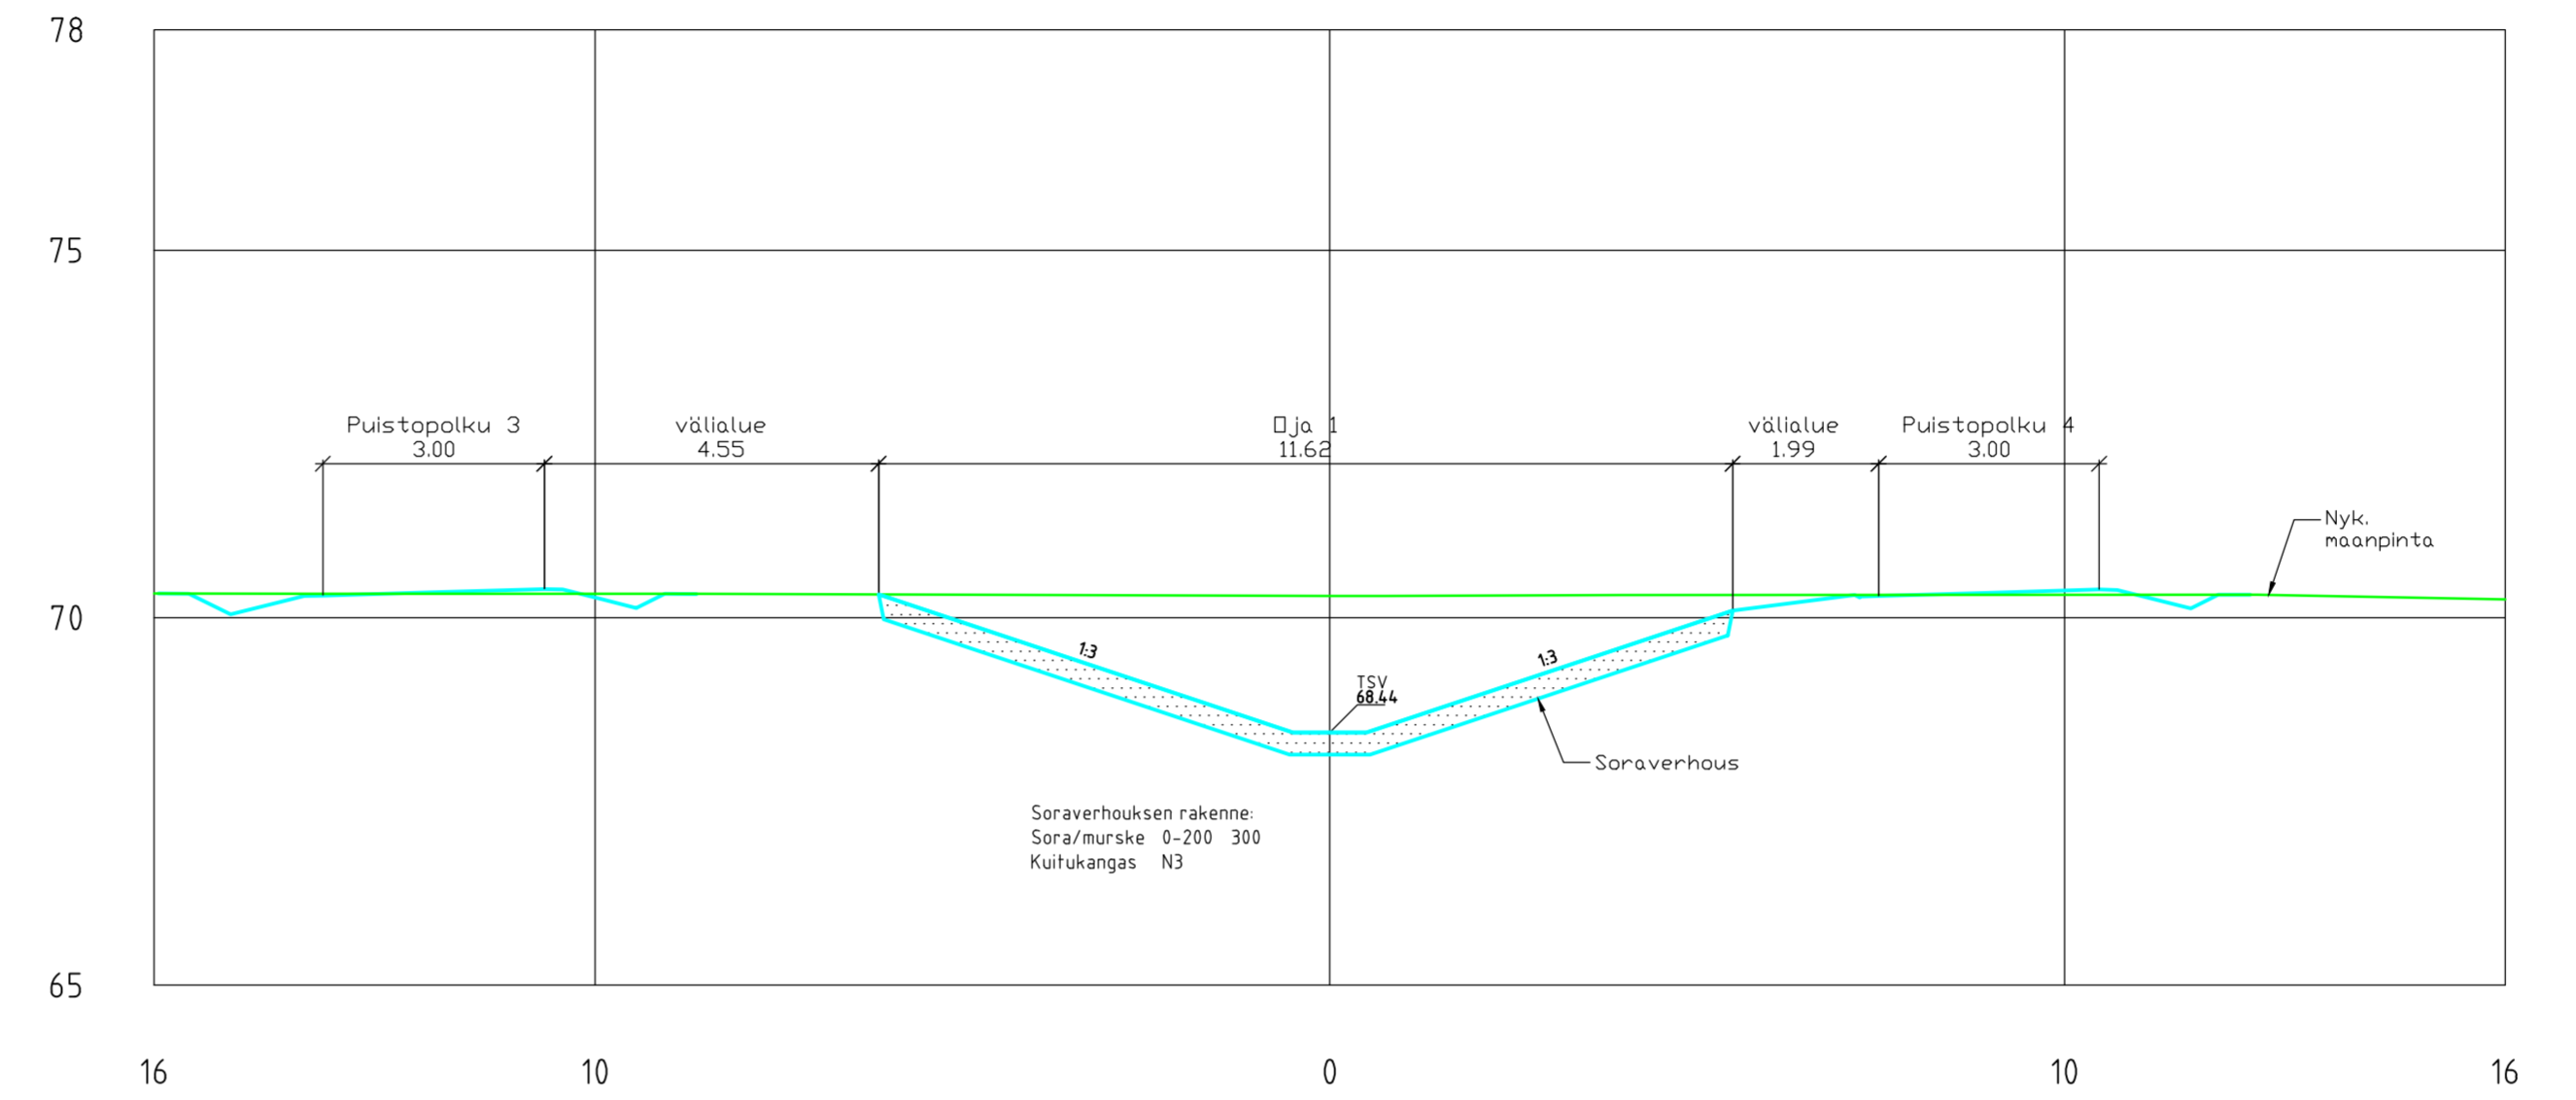 78
75
Puistopolku 3
3.00
välialue
4.55
Oja 1
11.62
välialue
1.99
Puistopolku 4
3.00
Nyk.
maanpinta
70
1:3
1:3
TSV
68.44
Soraverhous
Soraverhouksen rakenne:
Sora/murske 0-200 300
Kuitukangas N3
65
16 10 0 10 16